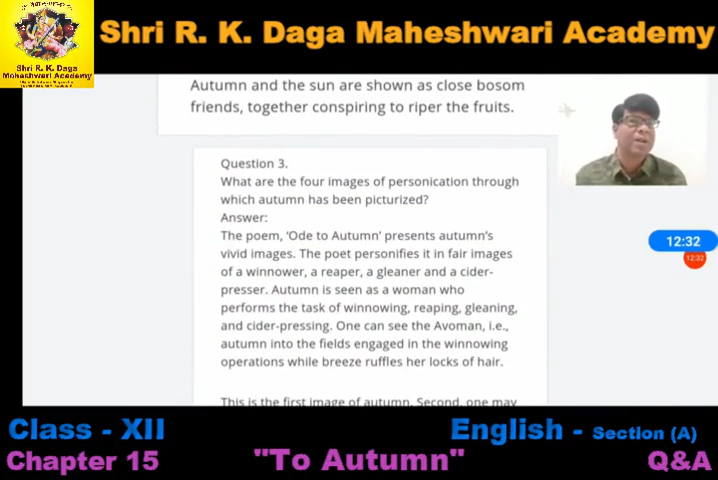 Shri R. K. Daga Maheshwari Academy
Shri R. K. Daga
Maheshwari Academy
Autumn and the sun are shown as close bosom
friends, together conspiring to riper the fruits.
Question 3.
What are the four images of personication through
which autumn has been picturized?
Answer:
The poem, ‘Ode to Autumn’ presents autumn’s
vivid images. The poet personifies it in fair images
of a winnower, a reaper, a gleaner and a cider-
presser. Autumn is seen as a woman who
performs the task of winnowing, reaping, gleaning,
and cider-pressing. One can see the Avoman, i.e.,
autumn into the fields engaged in the winnowing
operations while breeze ruffles her locks of hair.
This is the first image of autumn. Second, one may
12:32
12:32
Class - XII
English - Section (A)
Chapter 15
"To Autumn"
Q&A